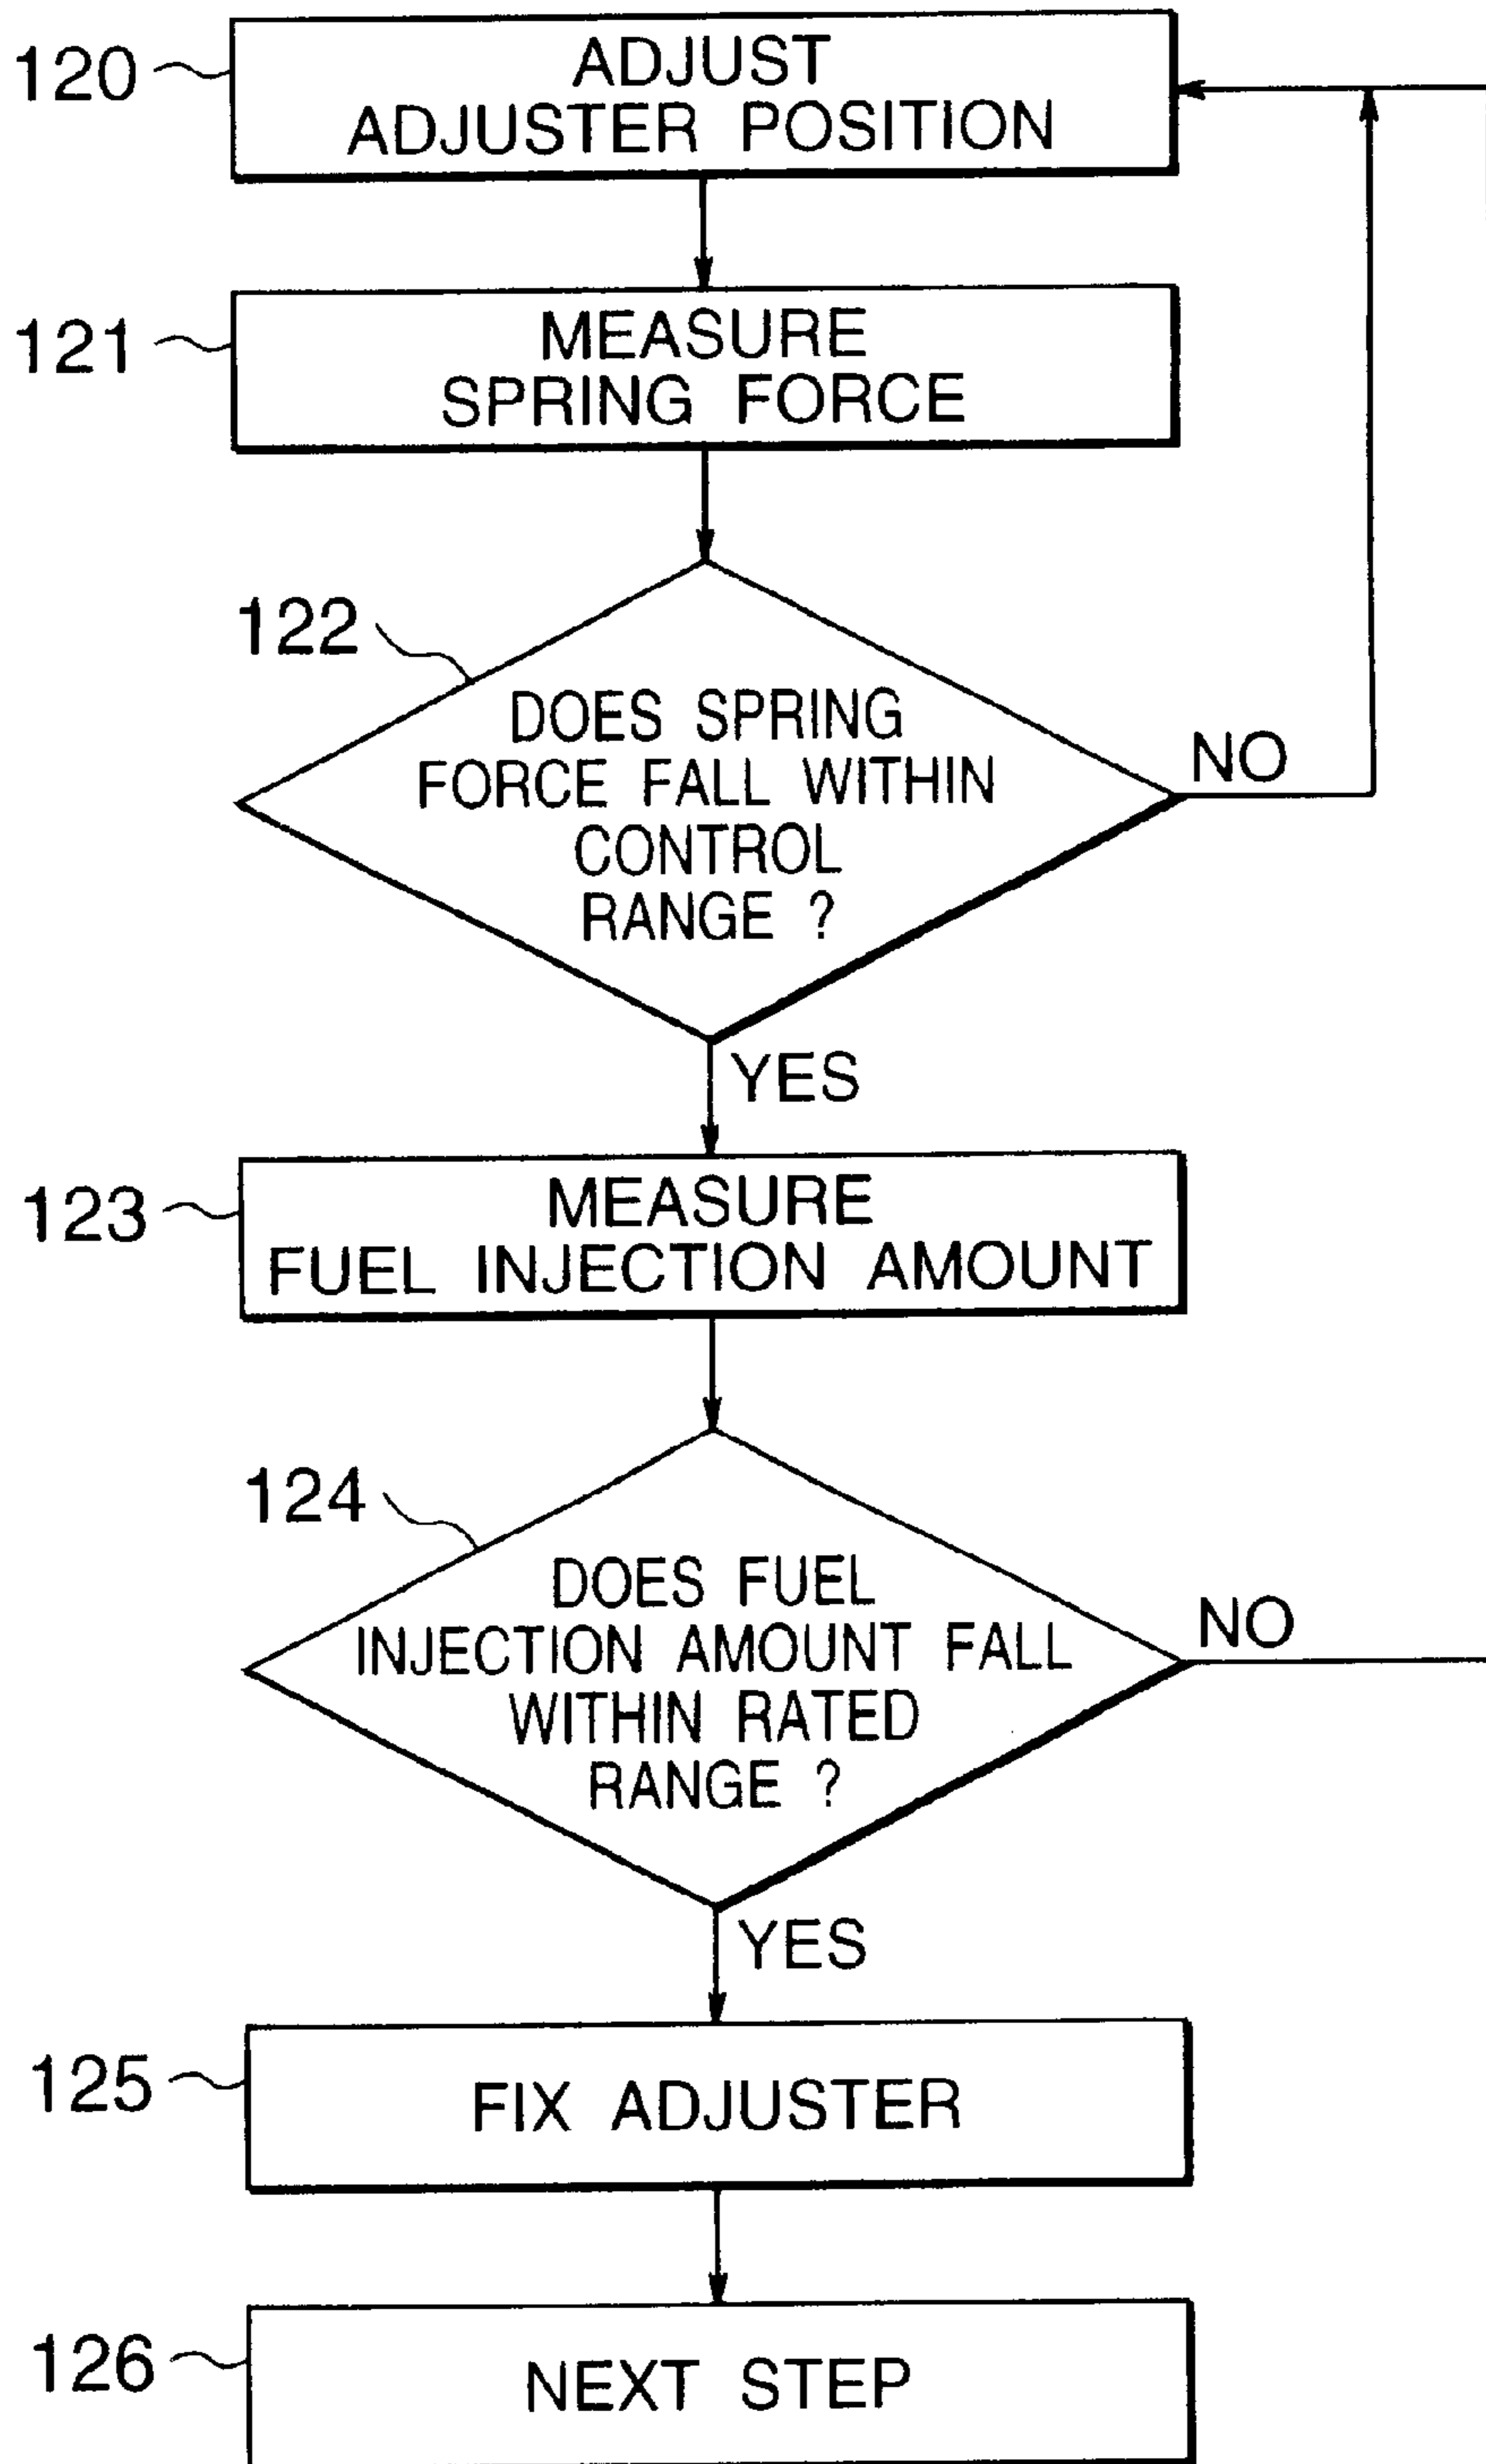 120
ADJUST
ADJUSTER POSITION
121
MEASURE
SPRING FORCE
122
DOES SPRING
FORCE FALL WITHIN
CONTROL
RANGE ?
NO
YES
123
MEASURE
FUEL INJECTION AMOUNT
124
DOES FUEL
INJECTION AMOUNT FALL
WITHIN RATED
RANGE ?
NO
YES
125
FIX ADJUSTER
126
NEXT STEP